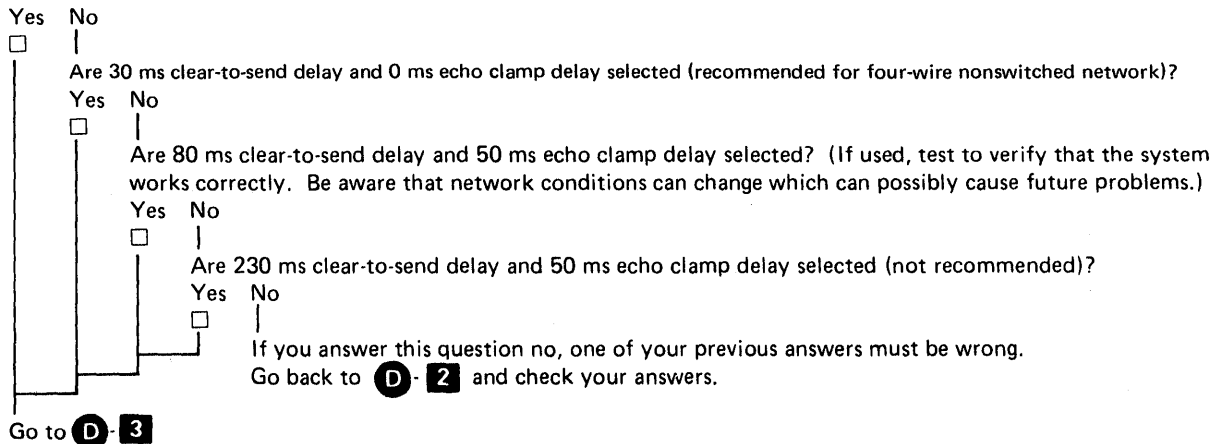 Yes No
Are 30 ms clear-to-send delay and 0 ms echo clamp delay selected (recommended for four-wire nonswitched network)?
Yes No
Are 80 ms clear-to-send delay and 50 ms echo clamp delay selected? (If used, test to verify that the system
works correctly. Be aware that network conditions can change which can possibly cause future problems.)
Yes No
Are 230 ms clear-to-send delay and 50 ms echo clamp delay selected (not recommended)?
Yes No
If you answer this question no, one of your previous answers must be wrong.
Go back to D - 2 and check your answers.
Go to D - 3